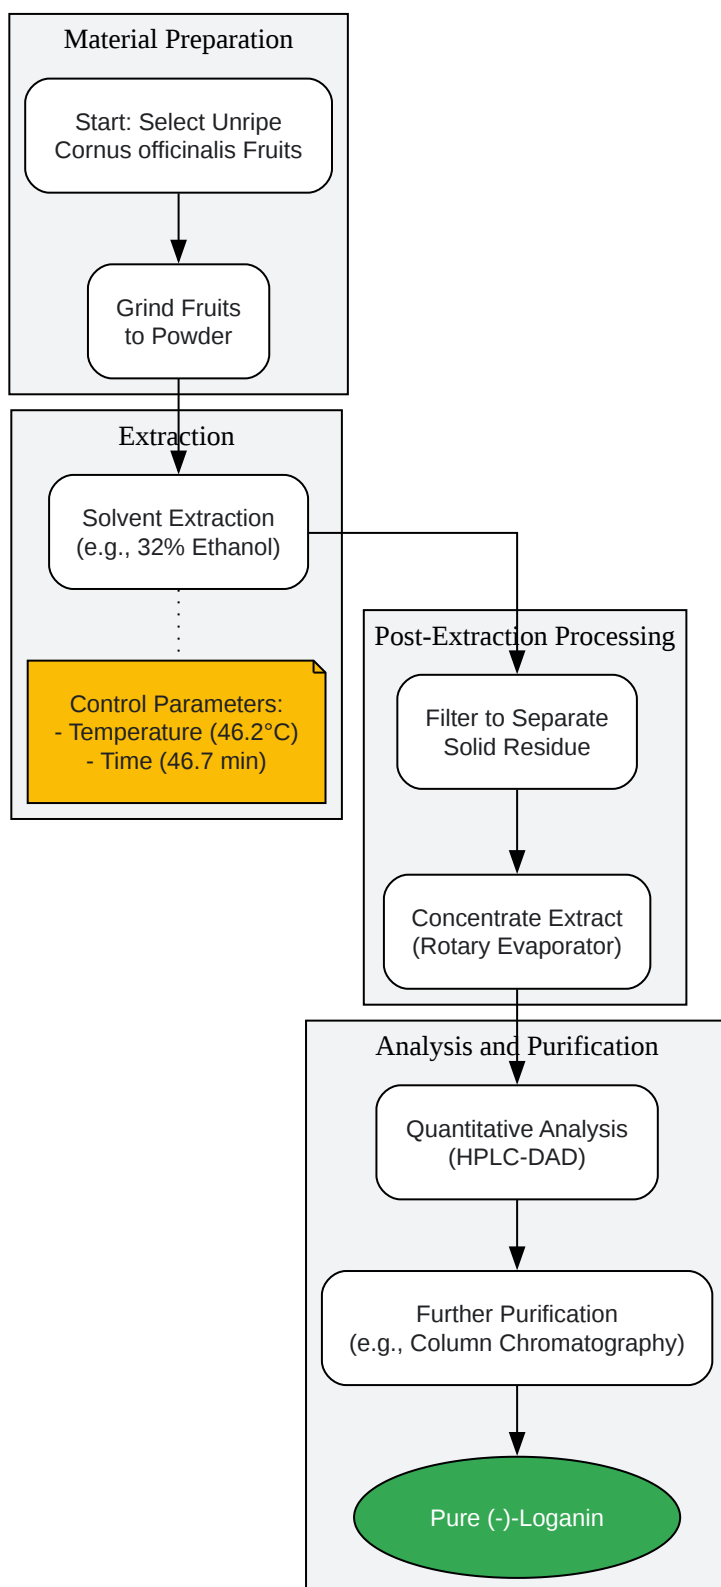 Material Preparation
Start: Select Unripe
Cornus officinalis Fruits
Grind Fruits
to Powder
Extraction
Solvent Extraction
(e.g., 32% Ethanol)
Control Parameters:
- Temperature (46.2°C)
- Time (46.7 min)
Post-Extraction Processing
Filter to Separate
Solid Residue
Concentrate Extract
(Rotary Evaporator)
Analysis and Purification
Quantitative Analysis
(HPLC-DAD)
Further Purification
(e.g., Column Chromatography)
Pure (-)-Loganin